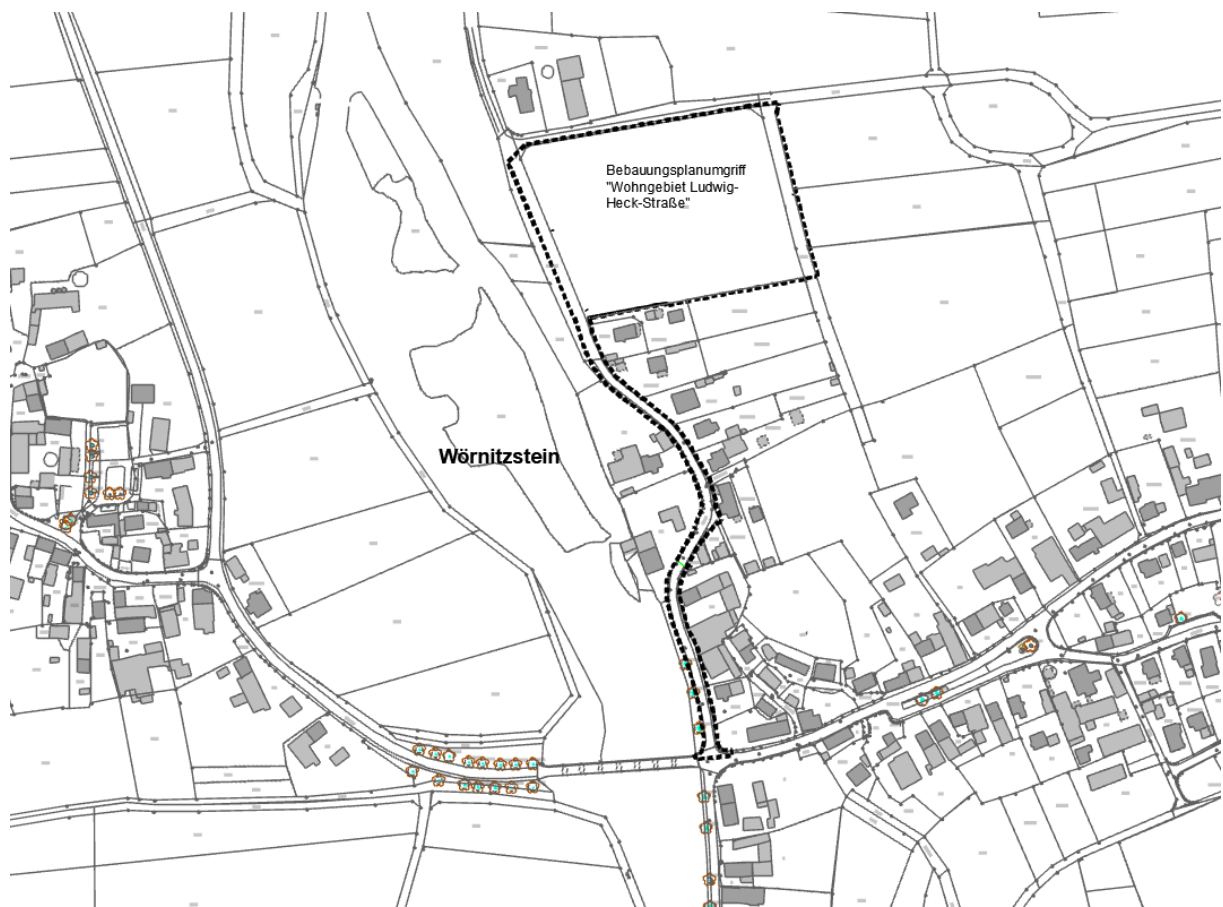 Bebauungsplanumgriff
"Wohngebiet Ludwig-
Heck-Straße"
Wörnitzstein